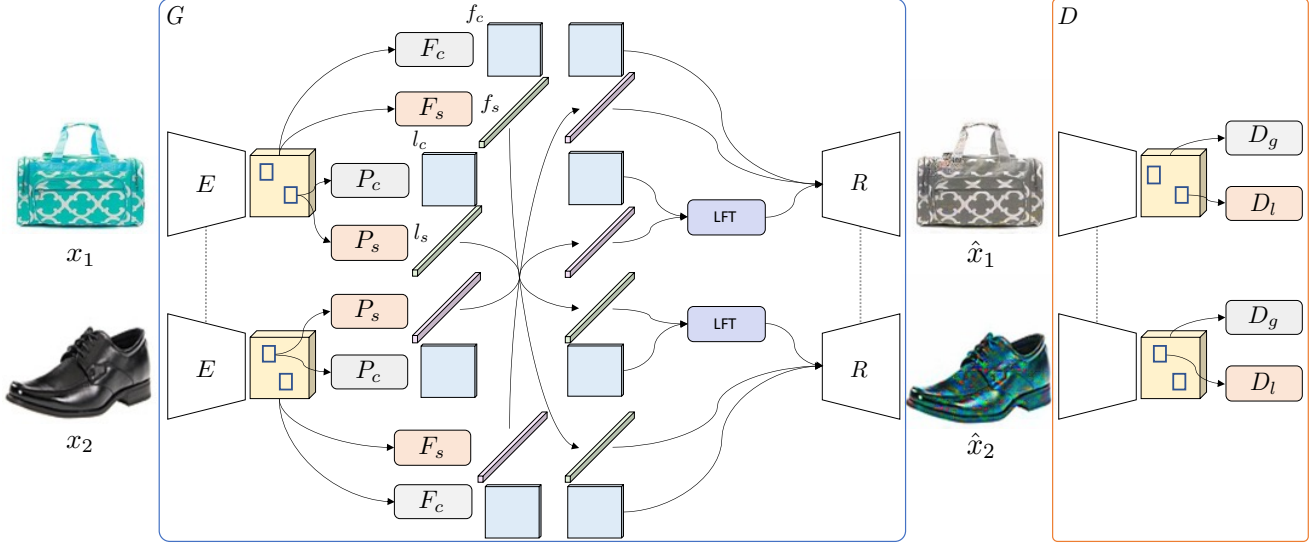 G
D
f_c
F_c
F_s
f_s
l_c
P_c
E
R
D_g
D_l
LFT
P_s
l_s
x_1
x̂_1
P_s
D_g
LFT
E
P_c
R
D_l
F_s
x_2
x̂_2
F_c